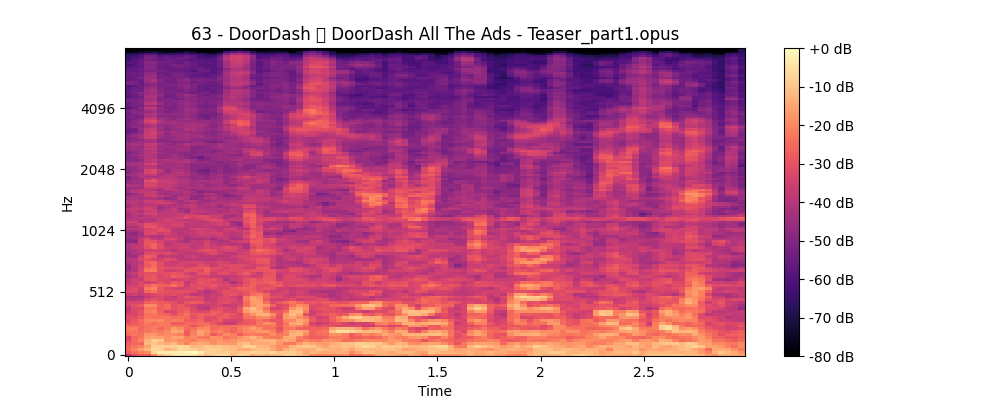 63 - DoorDash ▯ DoorDash All The Ads - Teaser_part1.opus
Hz
4096
2048
1024
512
0
0
0.5
1
1.5
2
2.5
Time
+0 dB
-10 dB
-20 dB
-30 dB
-40 dB
-50 dB
-60 dB
-70 dB
-80 dB